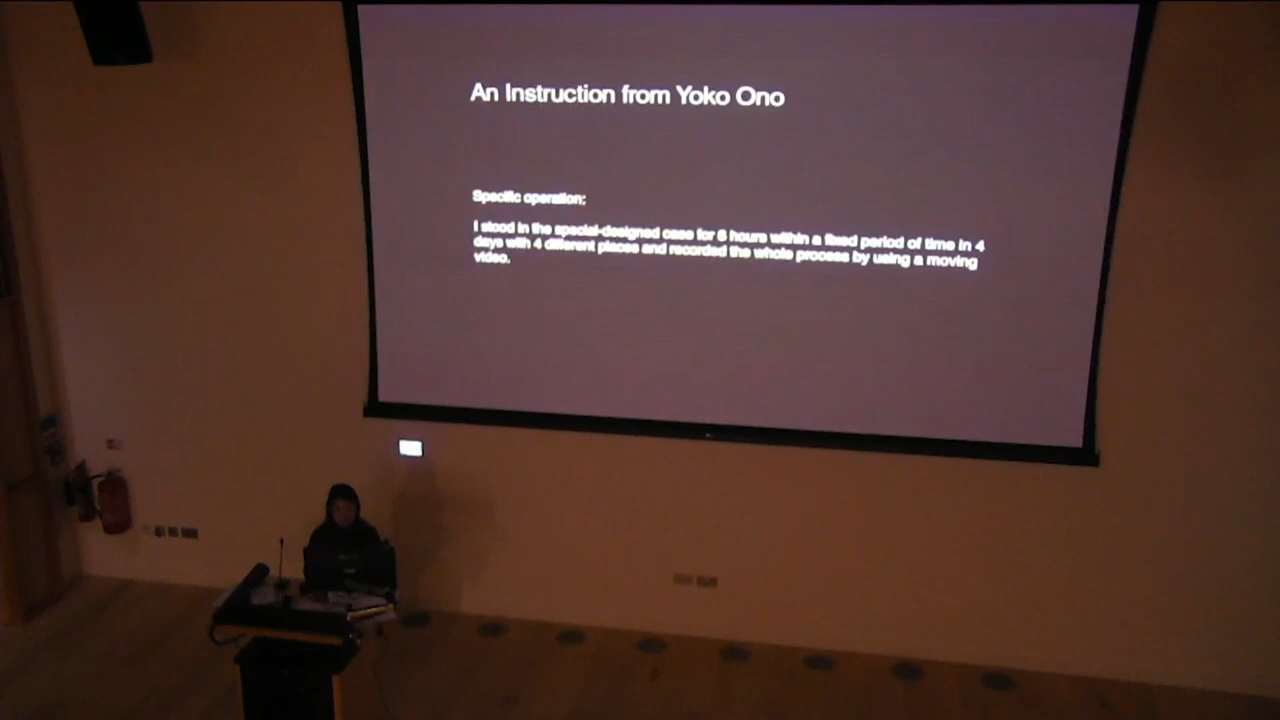 An Instruction from Yoko Ono
Specific operation:
I stood in the special-designed case for 6 hours within a fixed period of time in 4
days with 4 different places and recorded the whole process by using a moving
video.